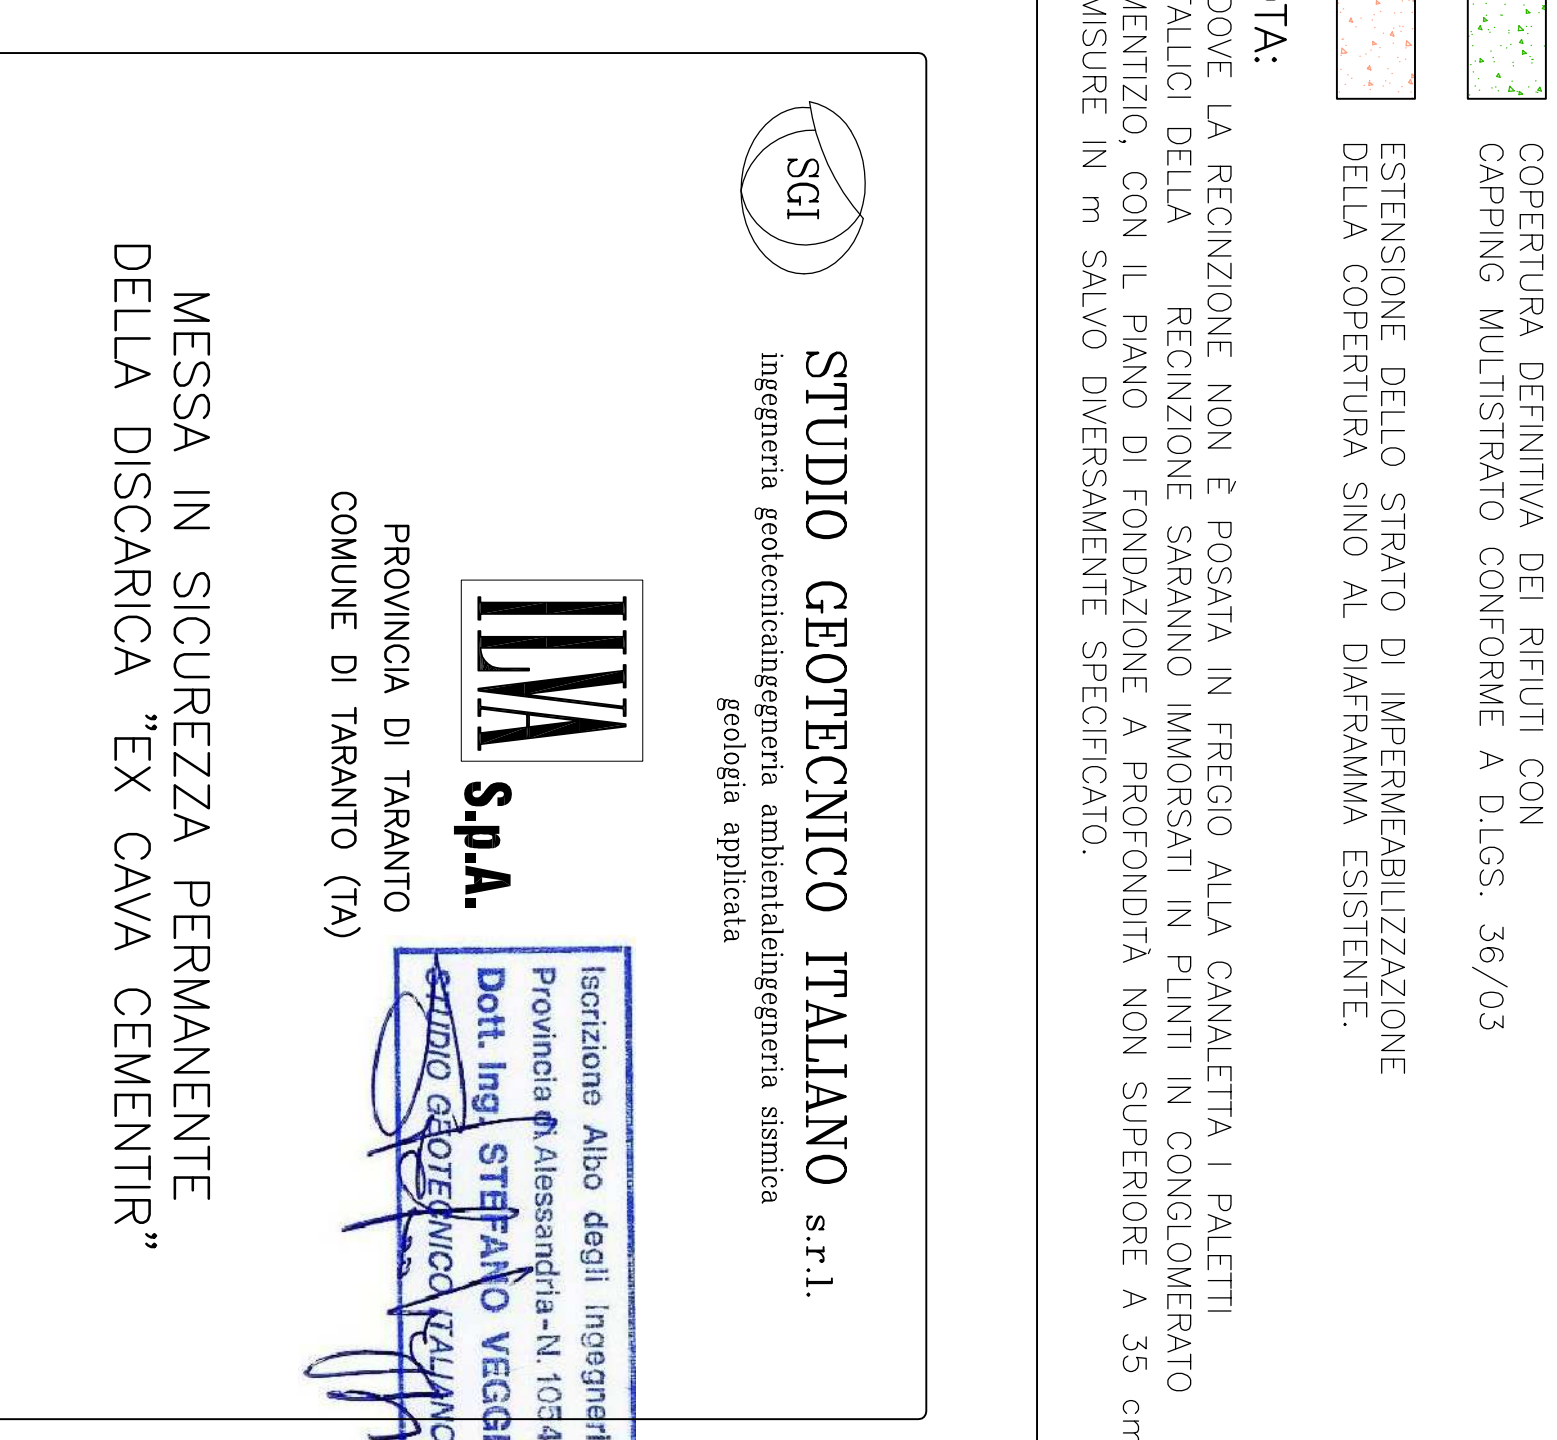 COPERTURA DEFINITIVA DEI RIFIUTI CON
CAPPING MULTISTRATO CONFORME A D.LGS. 36/03
ESTENSIONE DELLO STRATO DI IMPERMEABILIZZAZIONE
DELLA COPERTURA SINO AL DIAFRAMMA ESISTENTE.
TA:
DOVE LA RECINZIONE NON È POSATA IN FREGIO ALLA CANALETTA I PALETTI
TALLICI DELLA RECINZIONE SARANNO IMMORSATI IN PLINTI IN CONGLOMERATO
MENTIZIO, CON IL PIANO DI FONDAZIONE A PROFONDITÀ NON SUPERIORE A 35 cm
MISURE IN m SALVO DIVERSAMENTE SPECIFICATO.
SGI
STUDIO GEOTECNICO ITALIANO s.r.l.
ingegneria geotecnicaingegneria ambientaleingegneria sismica
geologia applicata
ILVA
S.p.A.
PROVINCIA DI TARANTO
COMUNE DI TARANTO (TA)
Iscrizione Albo degli Ingegneri
Provincia di Alessandria-N. 1054
Dott. Ing. STEFANO VEGGI
STUDIO GEOTECNICO ITALIANO
MESSA IN SICUREZZA PERMANENTE
DELLA DISCARICA "EX CAVA CEMENTIR"